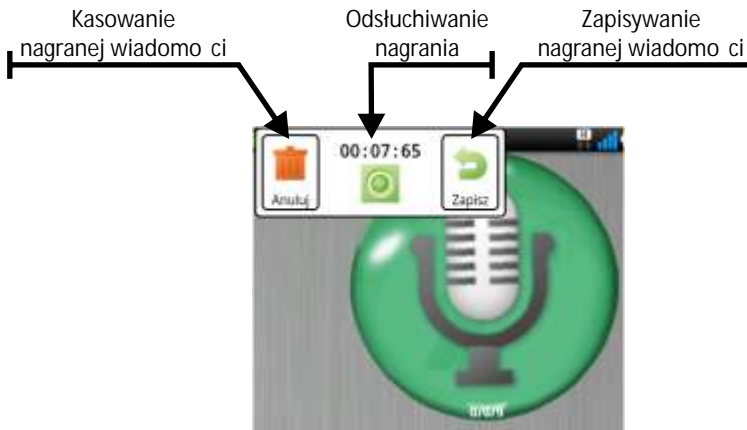 Kasowanie
nagranej wiadomo ci
Odsłuchiwanie
nagrania
Zapisywanie
nagranej wiadomo ci
00:07:65
Anuluj
Zapisz